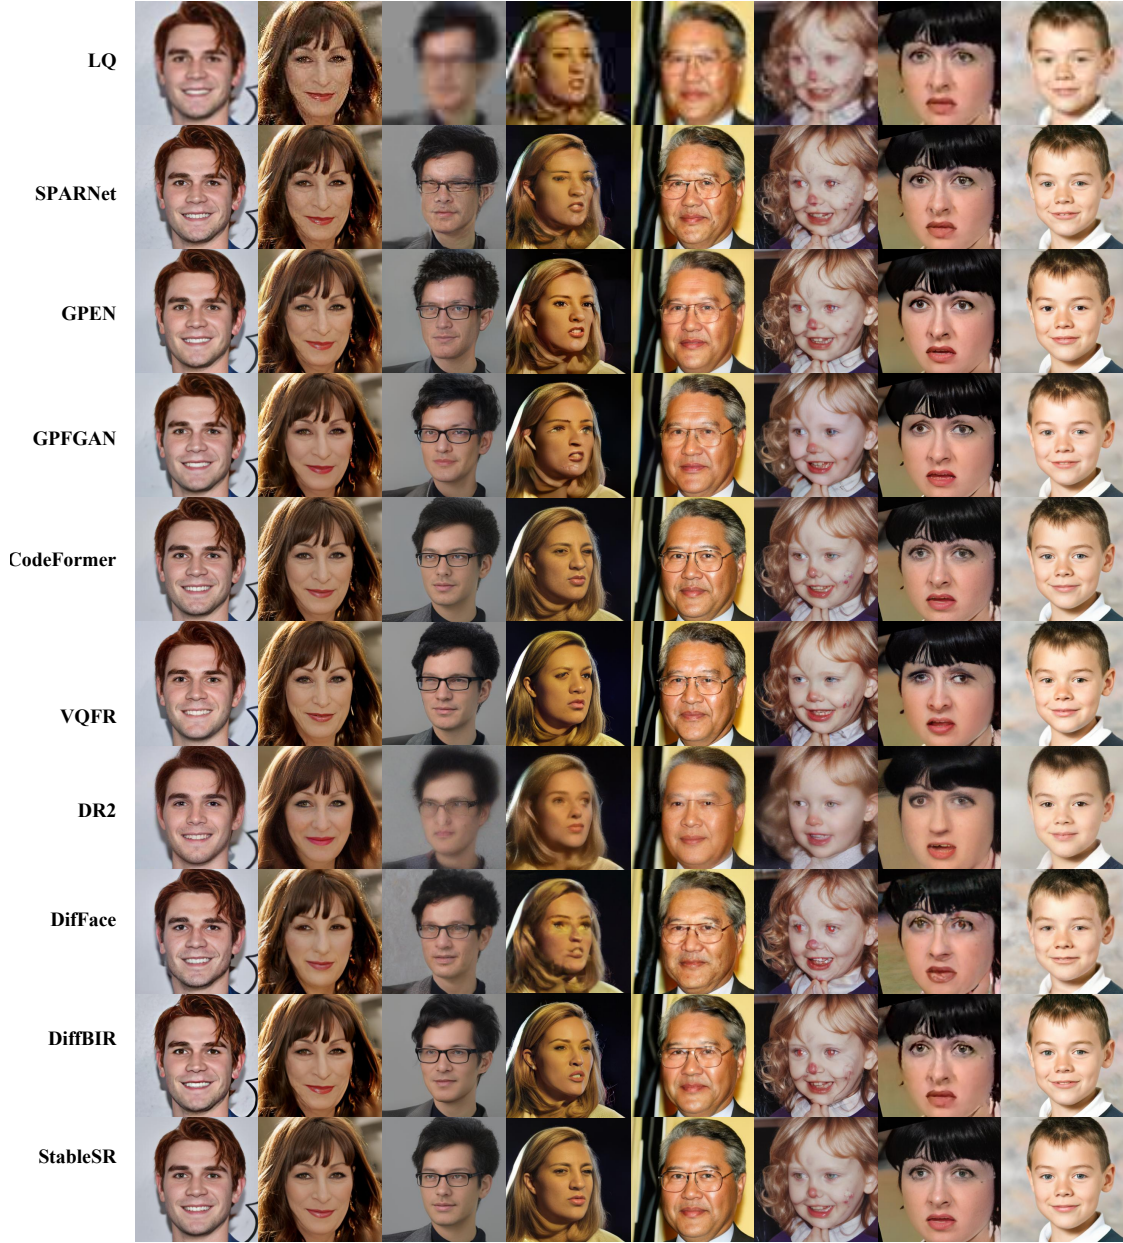 LQ
SPARNet
GPEN
GPFGAN
CodeFormer
VQFR
DR2
DifFace
DiffBIR
StableSR